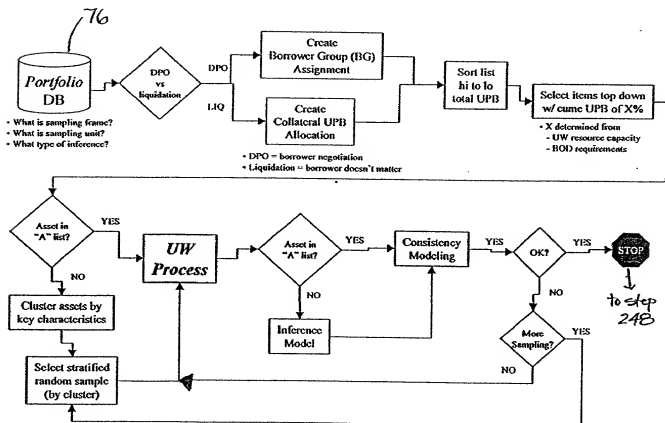 76
Portfolio
DB
• What is sampling frame?
• What is sampling unit?
• What type of inference?
DPO
vs
liquidation
DPO
LIQ
Create
Borrower Group (BG)
Assignment
Create
Collateral UPB
Allocation
• DPO = borrower negotiation
• Liquidation = borrower doesn't matter
Sort list
hi to lo
total UPB
Select items top down
w/ cume UPB of X%
• X determined from
- UW resource capacity
- BOD requirements
Asset in
"A" list?
YES
NO
Cluster assets by
key characteristics
Select stratified
random sample
(by cluster)
UW
Process
Asset in
"A" list?
YES
NO
Inference
Model
Consistency
Modeling
YES
OK?
YES
NO
STOP
to step
248
More
Sampling?
YES
NO